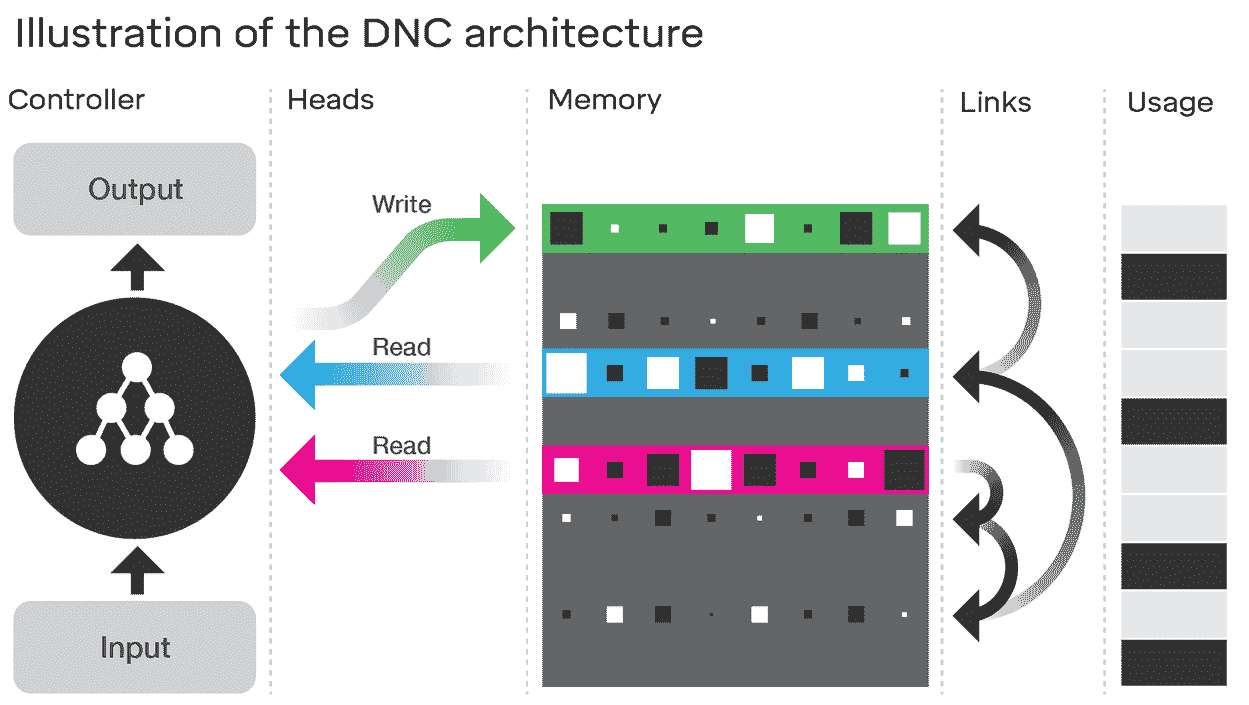 Illustration of the DNC architecture
Controller
Heads
Memory
Links
Usage
Output
Write
Read
Read
Input